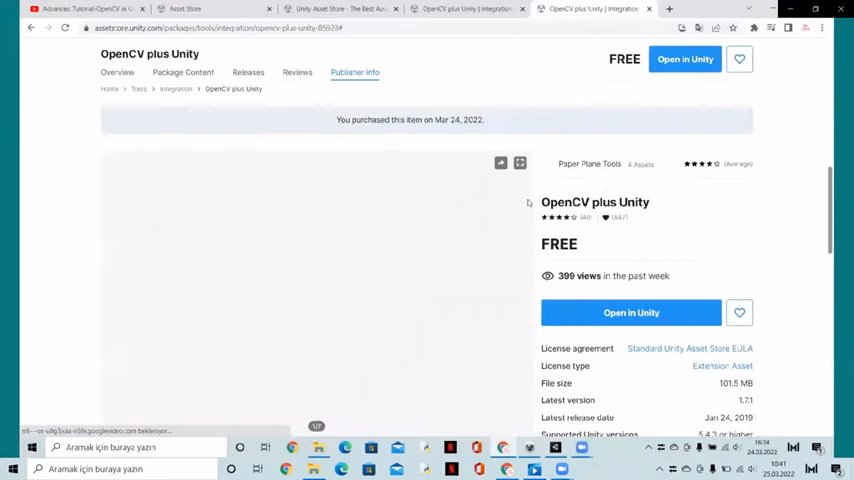 Advanced Tutorial-OpenCV in U
Asset Store
Unity Asset Store - The Best Ass
OpenCV plus Unity | Integration
OpenCV plus Unity | Integration
assetstore.unity.com/packages/tools/integration/opencv-plus-unity-85928#
OpenCV plus Unity
FREE
Open in Unity
Overview
Package Content
Releases
Reviews
Publisher info
Home
Tools
Integration
OpenCV plus Unity
You purchased this item on Mar 24, 2022.
Paper Plane Tools
4 Assets
(Average)
OpenCV plus Unity
(40)
(647)
FREE
399 views in the past week
Open in Unity
License agreement
Standard Unity Asset Store EULA
License type
Extension Asset
File size
101.5 MB
Latest version
1.7.1
Latest release date
Jan 24, 2019
Supported Unity versions
5.4.3 or higher
1/7
Aramak için buraya yazın
16:34
24.03.2022
Aramak için buraya yazın
10:41
25.03.2022